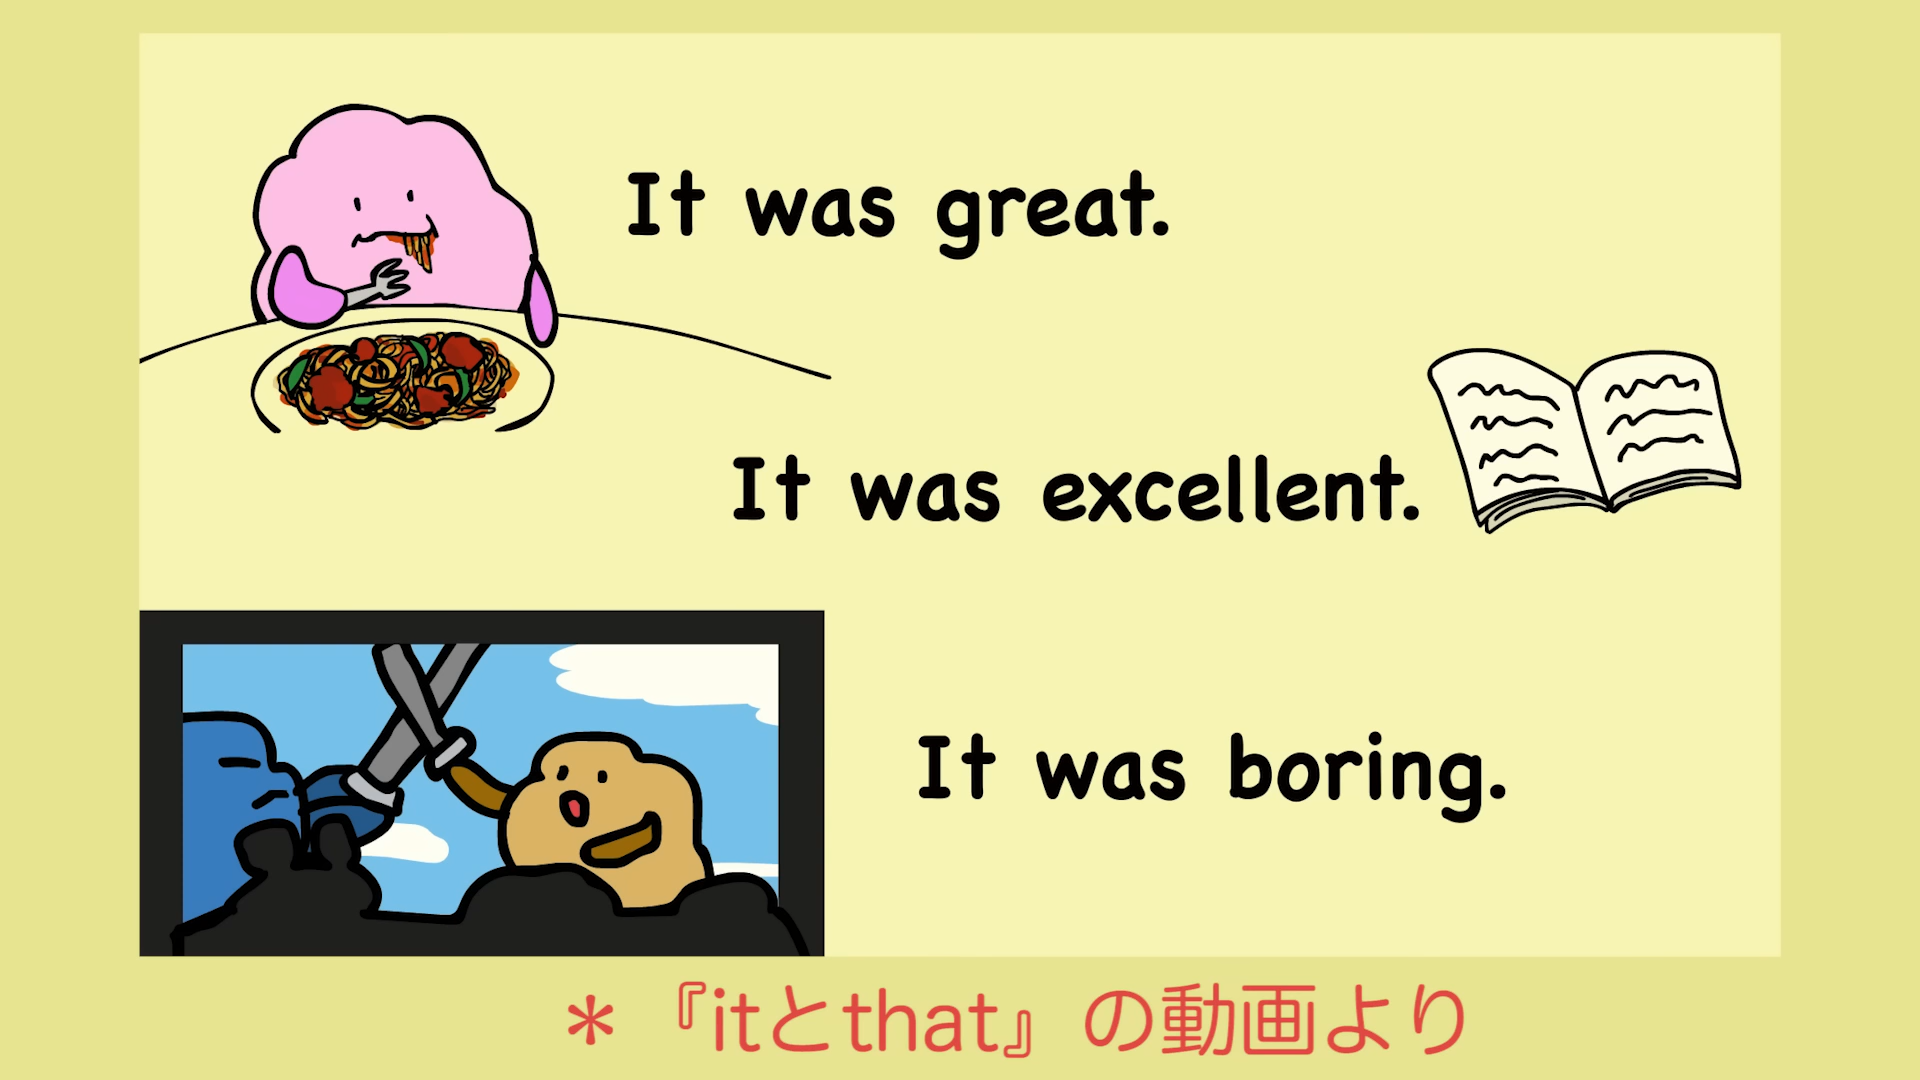 It was great.
It was excellent.
It was boring.
＊『itとthat』の動画より